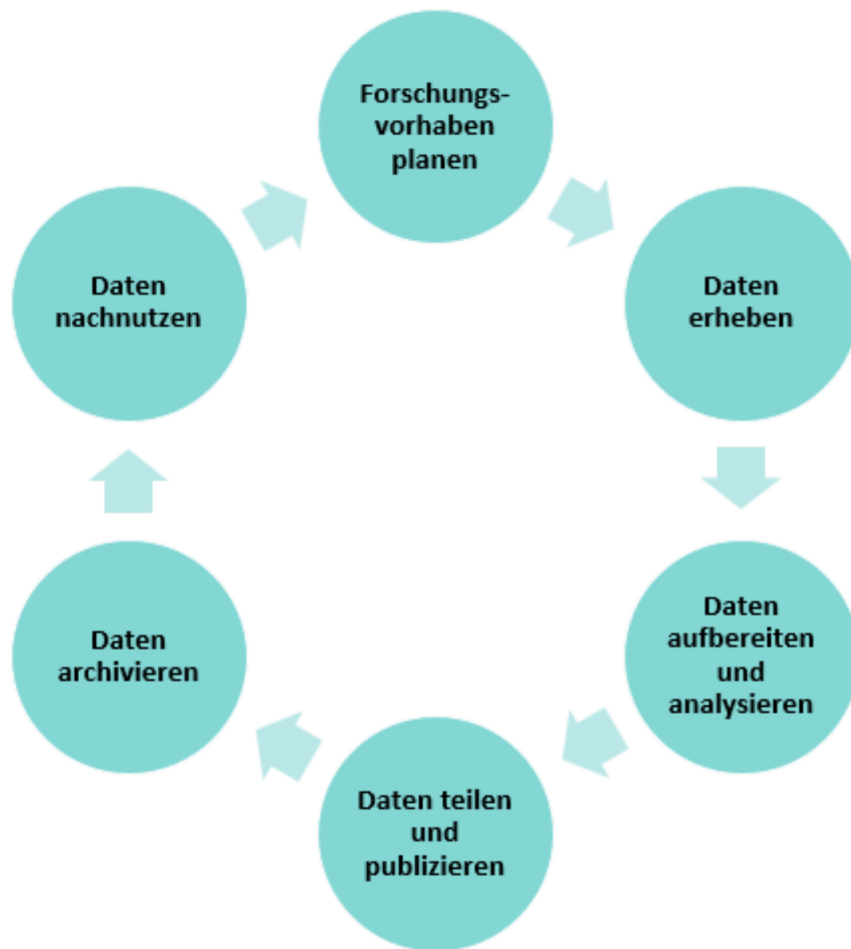 Forschungs-
vorhaben
planen
Daten
erheben
Daten
aufbereiten
und
analysieren
Daten teilen
und
publizieren
Daten
archivieren
Daten
nachnutzen